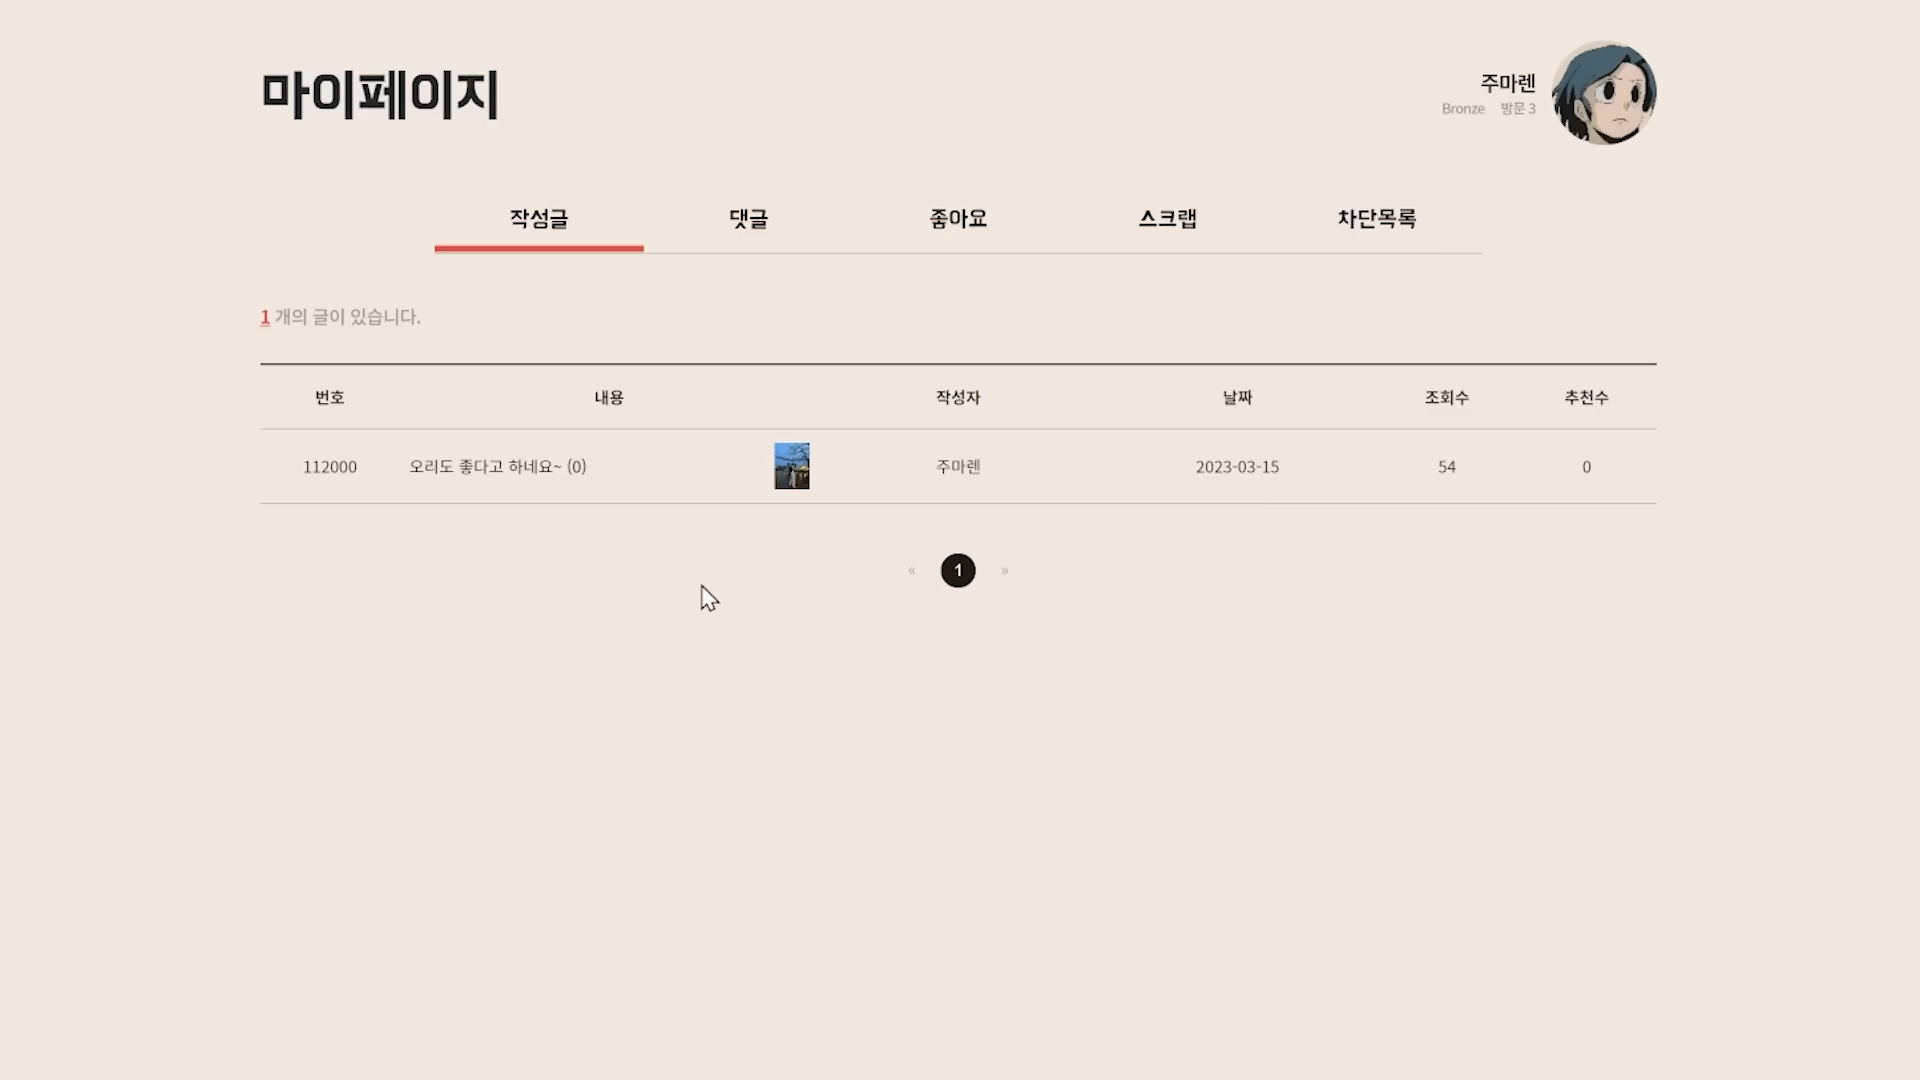 마이페이지
주마렌
Bronze 방문 3
작성글 댓글 좋아요 스크랩 차단목록
1 개의 글이 있습니다.
번호 내용 작성자 날짜 조회수 추천수
112000 오리도 좋다고 하네요~ (0) 주마렌 2023-03-15 54 0
« 1 »